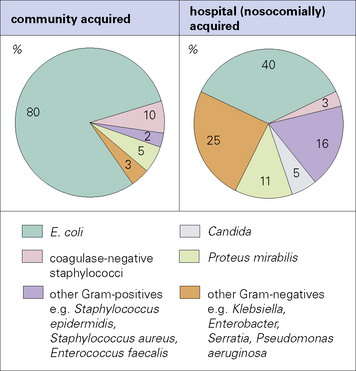 community acquired
hospital (nosocomially)
acquired
%
80
10
2
5
3
%
40
3
16
5
11
25
E. coli
Candida
coagulase-negative
staphylococci
Proteus mirabilis
other Gram-positives
e.g. Staphylococcus
epidermidis,
Staphylococcus aureus,
Enterococcus faecalis
other Gram-negatives
e.g. Klebsiella,
Enterobacter,
Serratia, Pseudomonas
aeruginosa